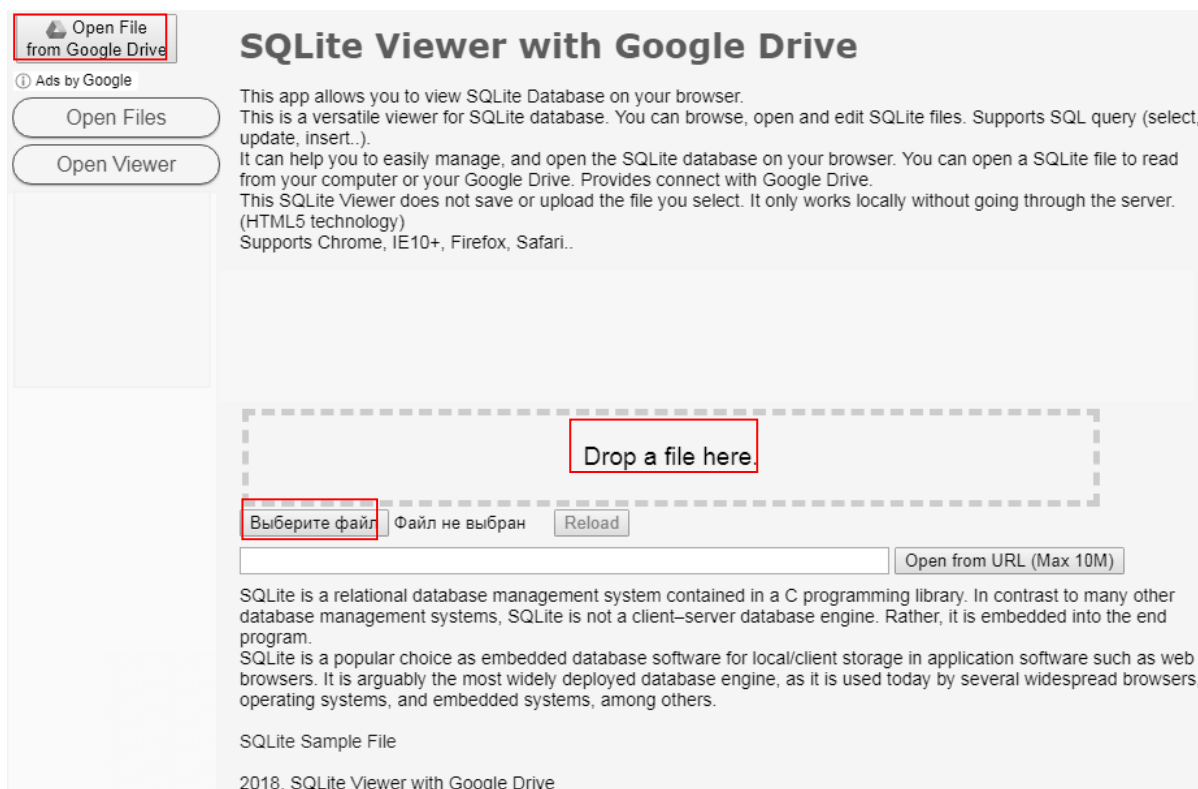 Open File
from Google Drive
Ads by Google
Open Files
Open Viewer
SQLite Viewer with Google Drive
This app allows you to view SQLite Database on your browser.
This is a versatile viewer for SQLite database. You can browse, open and edit SQLite files. Supports SQL query (select,
update, insert..).
It can help you to easily manage, and open the SQLite database on your browser. You can open a SQLite file to read
from your computer or your Google Drive. Provides connect with Google Drive.
This SQLite Viewer does not save or upload the file you select. It only works locally without going through the server.
(HTML5 technology)
Supports Chrome, IE10+, Firefox, Safari..
Drop a file here.
Выберите файл Файл не выбран Reload
Open from URL (Max 10M)
SQLite is a relational database management system contained in a C programming library. In contrast to many other
database management systems, SQLite is not a client–server database engine. Rather, it is embedded into the end
program.
SQLite is a popular choice as embedded database software for local/client storage in application software such as web
browsers. It is arguably the most widely deployed database engine, as it is used today by several widespread browsers,
operating systems, and embedded systems, among others.
SQLite Sample File
2018. SQLite Viewer with Google Drive